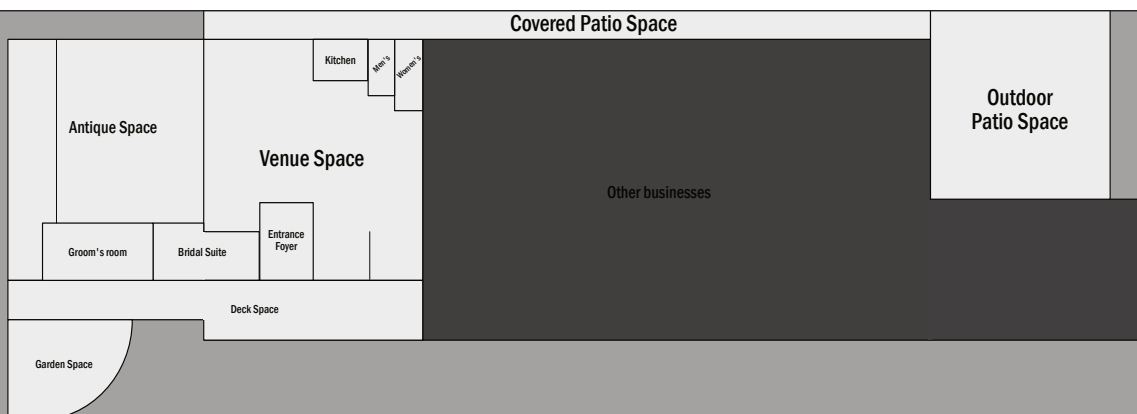 Covered Patio Space
Kitchen
Men's
Women's
Outdoor
Patio Space
Antique Space
Venue Space
Other businesses
Entrance
Foyer
Groom's room
Bridal Suite
Deck Space
Garden Space